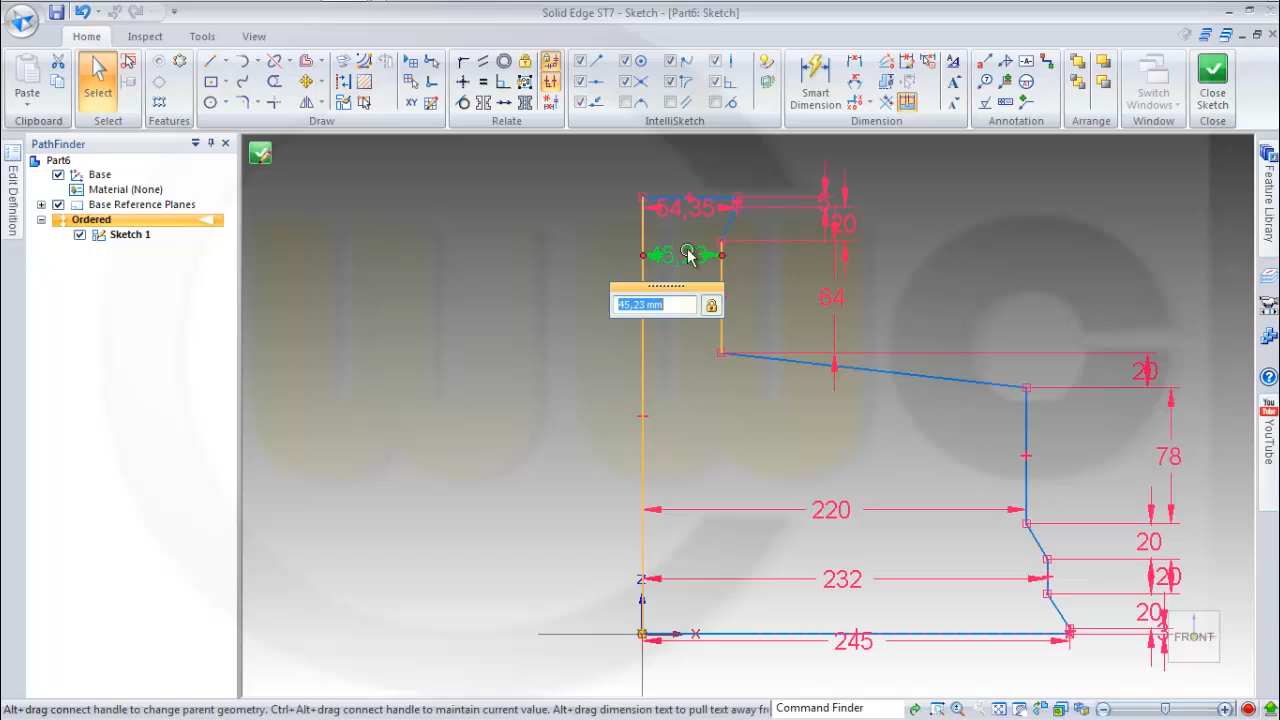 Solid Edge ST7 - Sketch - [Part6: Sketch]
Home Inspect Tools View
Paste
Select
Smart
Dimension
Switch
Windows
Close
Sketch
Clipboard Select Features Draw Relate IntelliSketch Dimension Annotation Arrange Window Close
PathFinder
Part6
Base
Material (None)
Base Reference Planes
Ordered
Sketch 1
Edit Definition
Feature Library
You
Tube
YouTube
54,35
20
45,23 mm
64
20
78
220
20
232
20
20
3
245
Z
X
FRONT
XY
Alt+drag connect handle to change parent geometry. Ctrl+Alt+drag connect handle to maintain current value. Alt+drag dimension text to pull text away fr
Command Finder